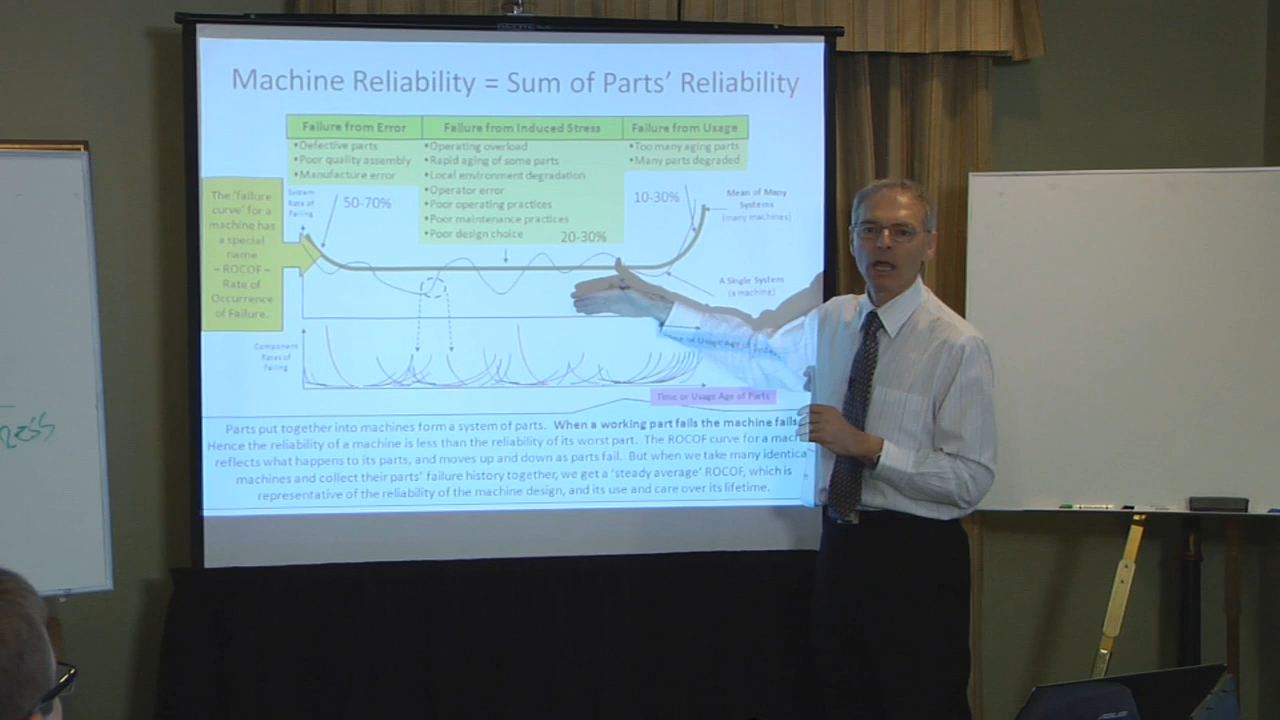 Machine Reliability = Sum of Parts' Reliability
Failure from Error
Failure from Induced Stress
Failure from Usage
•Defective parts
•Poor quality assembly
•Manufacture error
•Operating overload
•Rapid aging of some parts
•Local environment degradation
•Operator error
•Poor operating practices
•Poor maintenance practices
•Poor design choice
•Too many aging parts
•Many parts degraded
The 'failure
curve' for a
machine has
a special
name
– ROCOF –
Rate of
Occurrence
of Failure.
System
Rate of
Failing
50-70%
20-30%
10-30%
Mean of Many
Systems
(many machines)
A Single System
(a machine)
Component
Rates of
Failing
or Usage Age of
Time or Usage Age of Parts
Parts put together into machines form a system of parts. When a working part fails the machine fails.
Hence the reliability of a machine is less than the reliability of its worst part. The ROCOF curve for a mach
reflects what happens to its parts, and moves up and down as parts fail. But when we take many identica
machines and collect their parts' failure history together, we get a 'steady average' ROCOF, which is
representative of the reliability of the machine design, and its use and care over its lifetime.